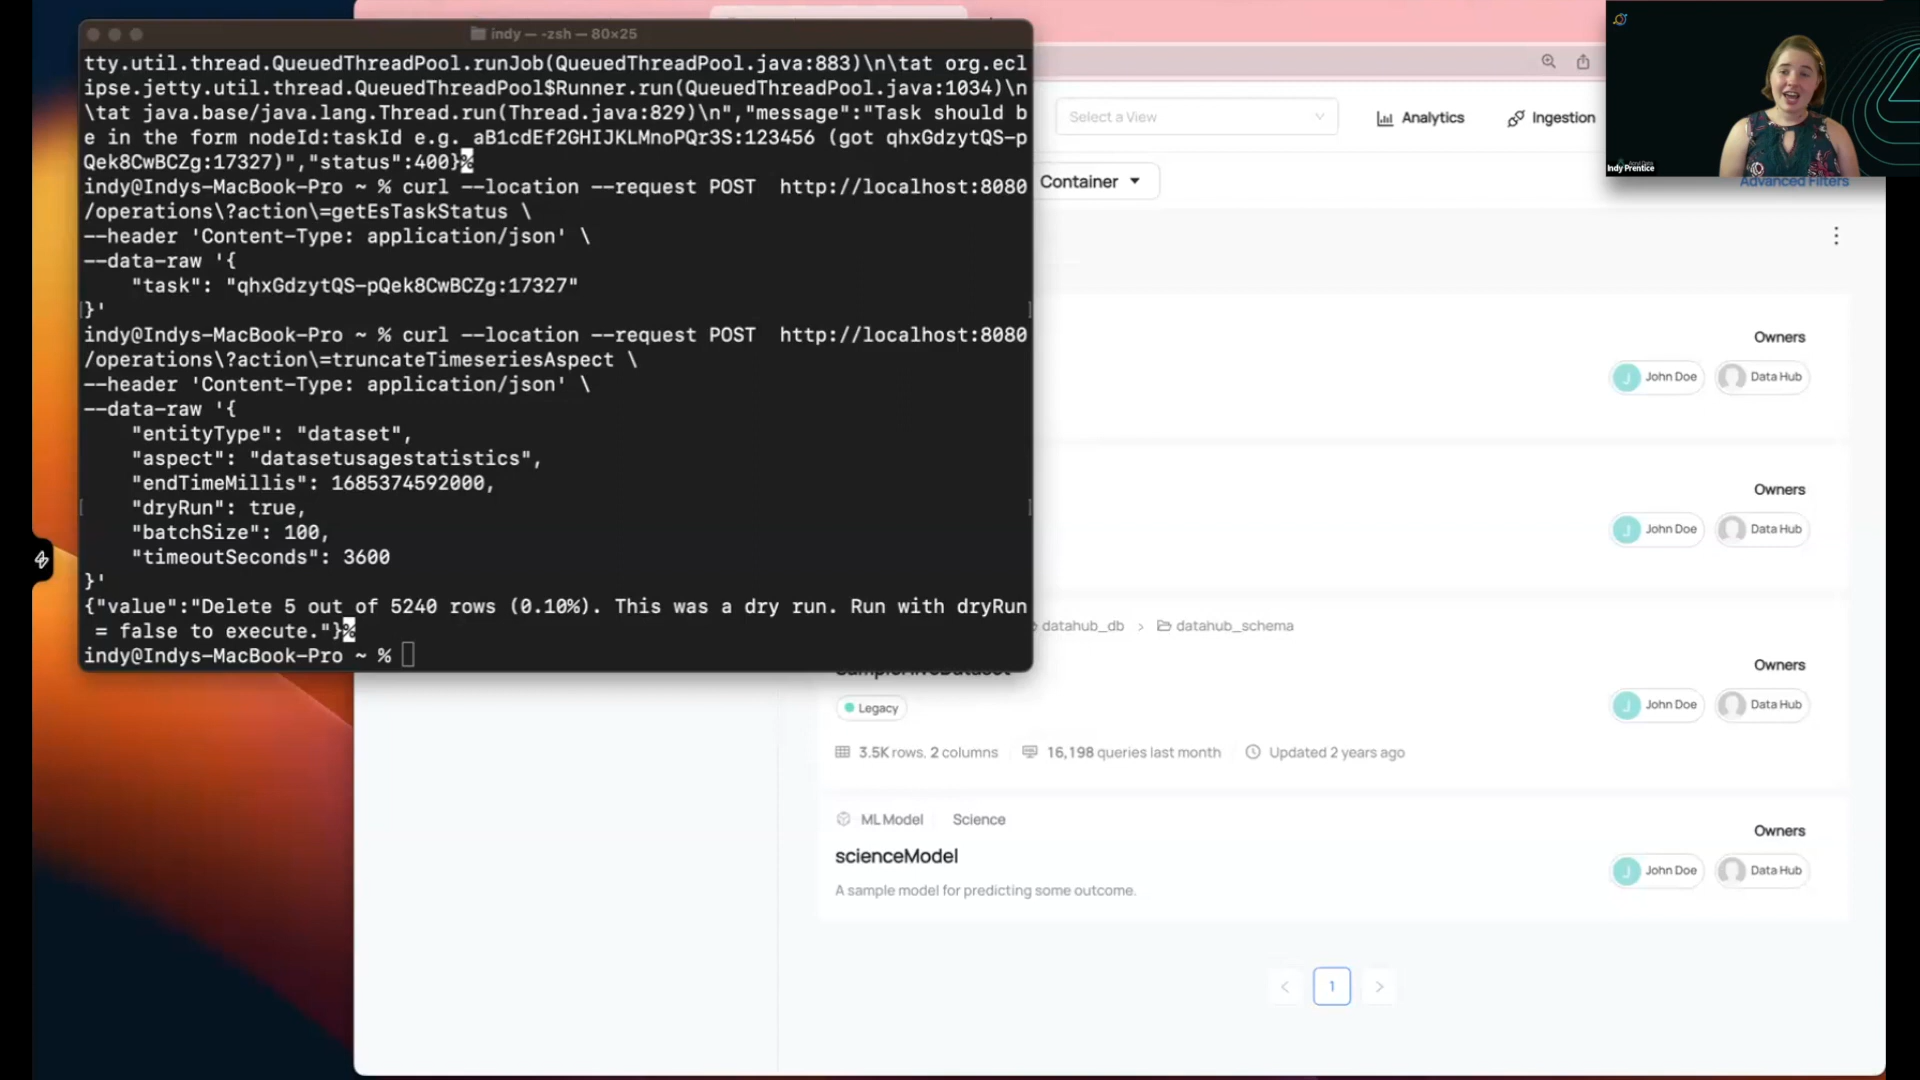 indy — -zsh — 80×25
tty.util.thread.QueuedThreadPool.runJob(QueuedThreadPool.java:883)\n\tat org.ecl
ipse.jetty.util.thread.QueuedThreadPool$Runner.run(QueuedThreadPool.java:1034)\n
\tat java.base/java.lang.Thread.run(Thread.java:829)\n","message":"Task should b
e in the form nodeId:taskId e.g. aB1cdEf2GHIJKLMnoPQr3S:123456 (got qhxGdzytQS-p
Qek8CwBCZg:17327)","status":400}%
indy@Indys-MacBook-Pro ~ % curl --location --request POST  http://localhost:8080
/operations\?action\=getEsTaskStatus \
--header 'Content-Type: application/json' \
--data-raw '{
    "task": "qhxGdzytQS-pQek8CwBCZg:17327"
}'
indy@Indys-MacBook-Pro ~ % curl --location --request POST  http://localhost:8080
/operations\?action\=truncateTimeseriesAspect \
--header 'Content-Type: application/json' \
--data-raw '{
    "entityType": "dataset",
    "aspect": "datasetusagestatistics",
    "endTimeMillis": 1685374592000,
    "dryRun": true,
    "batchSize": 100,
    "timeoutSeconds": 3600
}'
{"value":"Delete 5 out of 5240 rows (0.10%). This was a dry run. Run with dryRun
 = false to execute."}%
indy@Indys-MacBook-Pro ~ %
Select a View
Analytics
Ingestion
Indy Prentice
Container
Advanced Filters
Owners
John Doe
Data Hub
Owners
John Doe
Data Hub
datahub_db > datahub_schema
SampleHiveDataset
Legacy
3.5K rows, 2 columns
16,198 queries last month
Updated 2 years ago
Owners
John Doe
Data Hub
ML Model
Science
scienceModel
A sample model for predicting some outcome.
Owners
John Doe
Data Hub
< 1 >